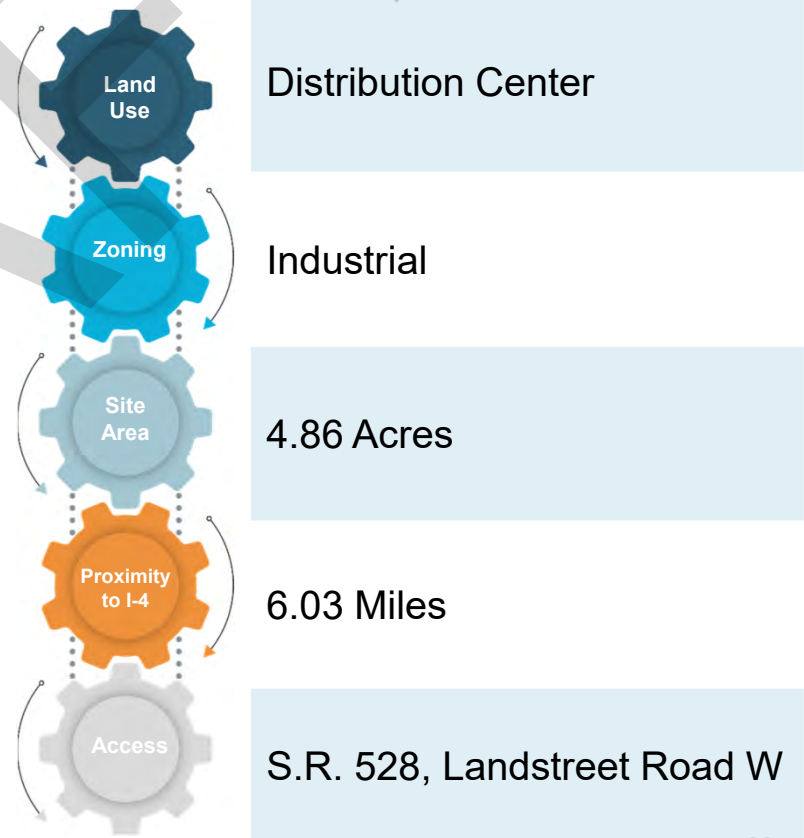 Land
Use
Distribution Center
Zoning
Industrial
Site
Area
4.86 Acres
Proximity
to I-4
6.03 Miles
Access
S.R. 528, Landstreet Road W